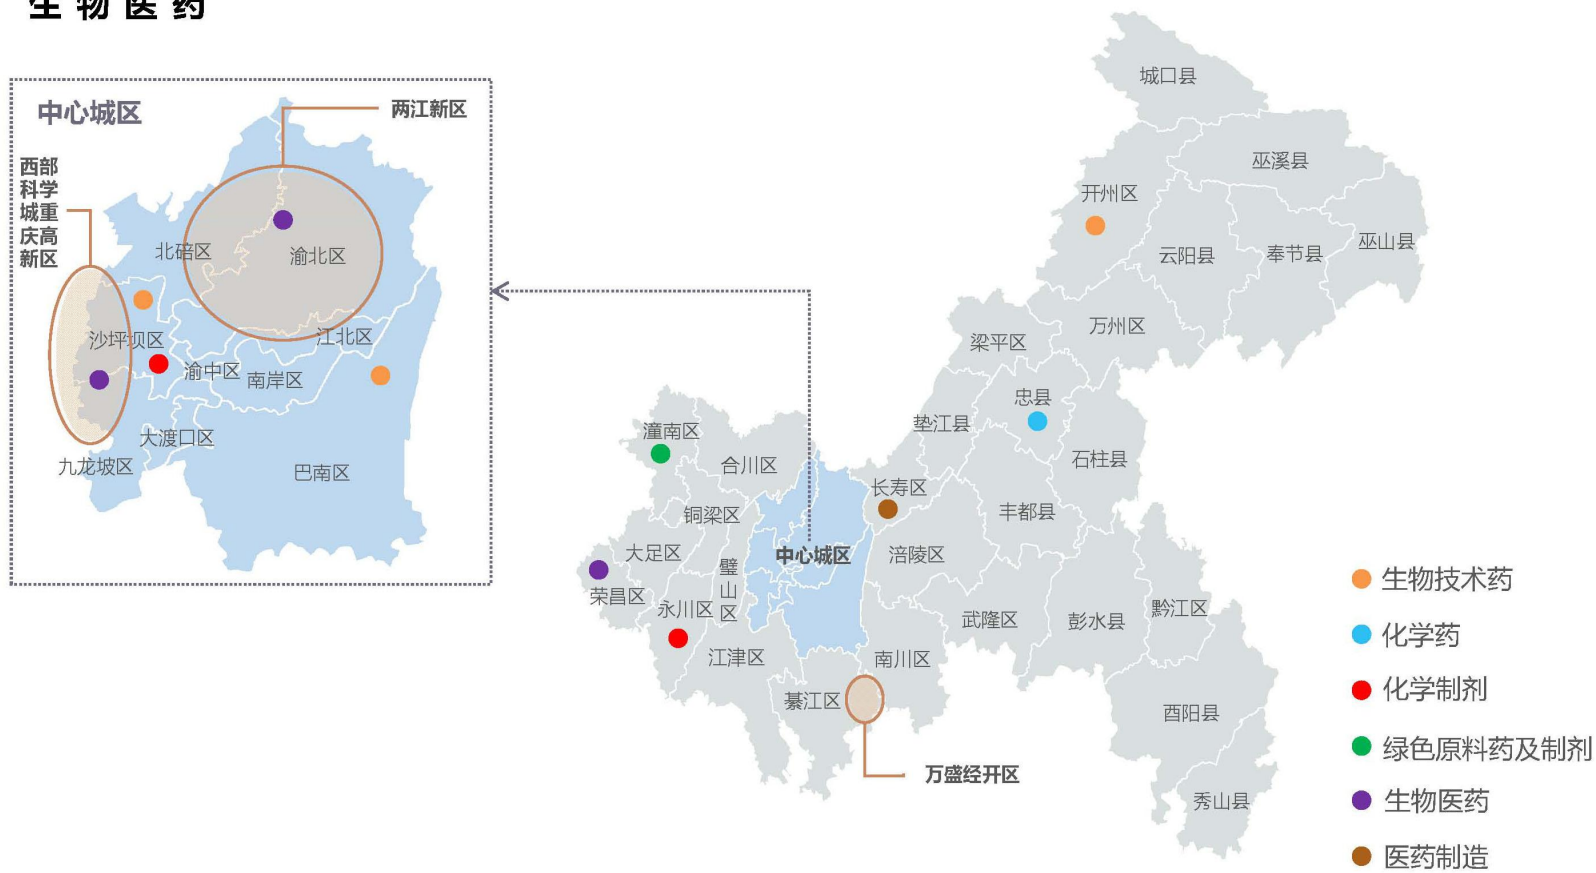 生物医药
中心城区
两江新区
西部
科学
城重
庆高
新区
北碚区
渝北区
沙坪坝区
江北区
渝中区
南岸区
大渡口区
九龙坡区
巴南区
城口县
巫溪县
开州区
云阳县
奉节县
巫山县
万州区
梁平区
忠县
垫江县
石柱县
潼南区
合川区
长寿区
丰都县
铜梁区
大足区
中心城区
涪陵区
璧
山
区
荣昌区
永川区
武隆区
彭水县
黔江区
江津区
南川区
綦江区
酉阳县
万盛经开区
秀山县
生物技术药
化学药
化学制剂
绿色原料药及制剂
生物医药
医药制造